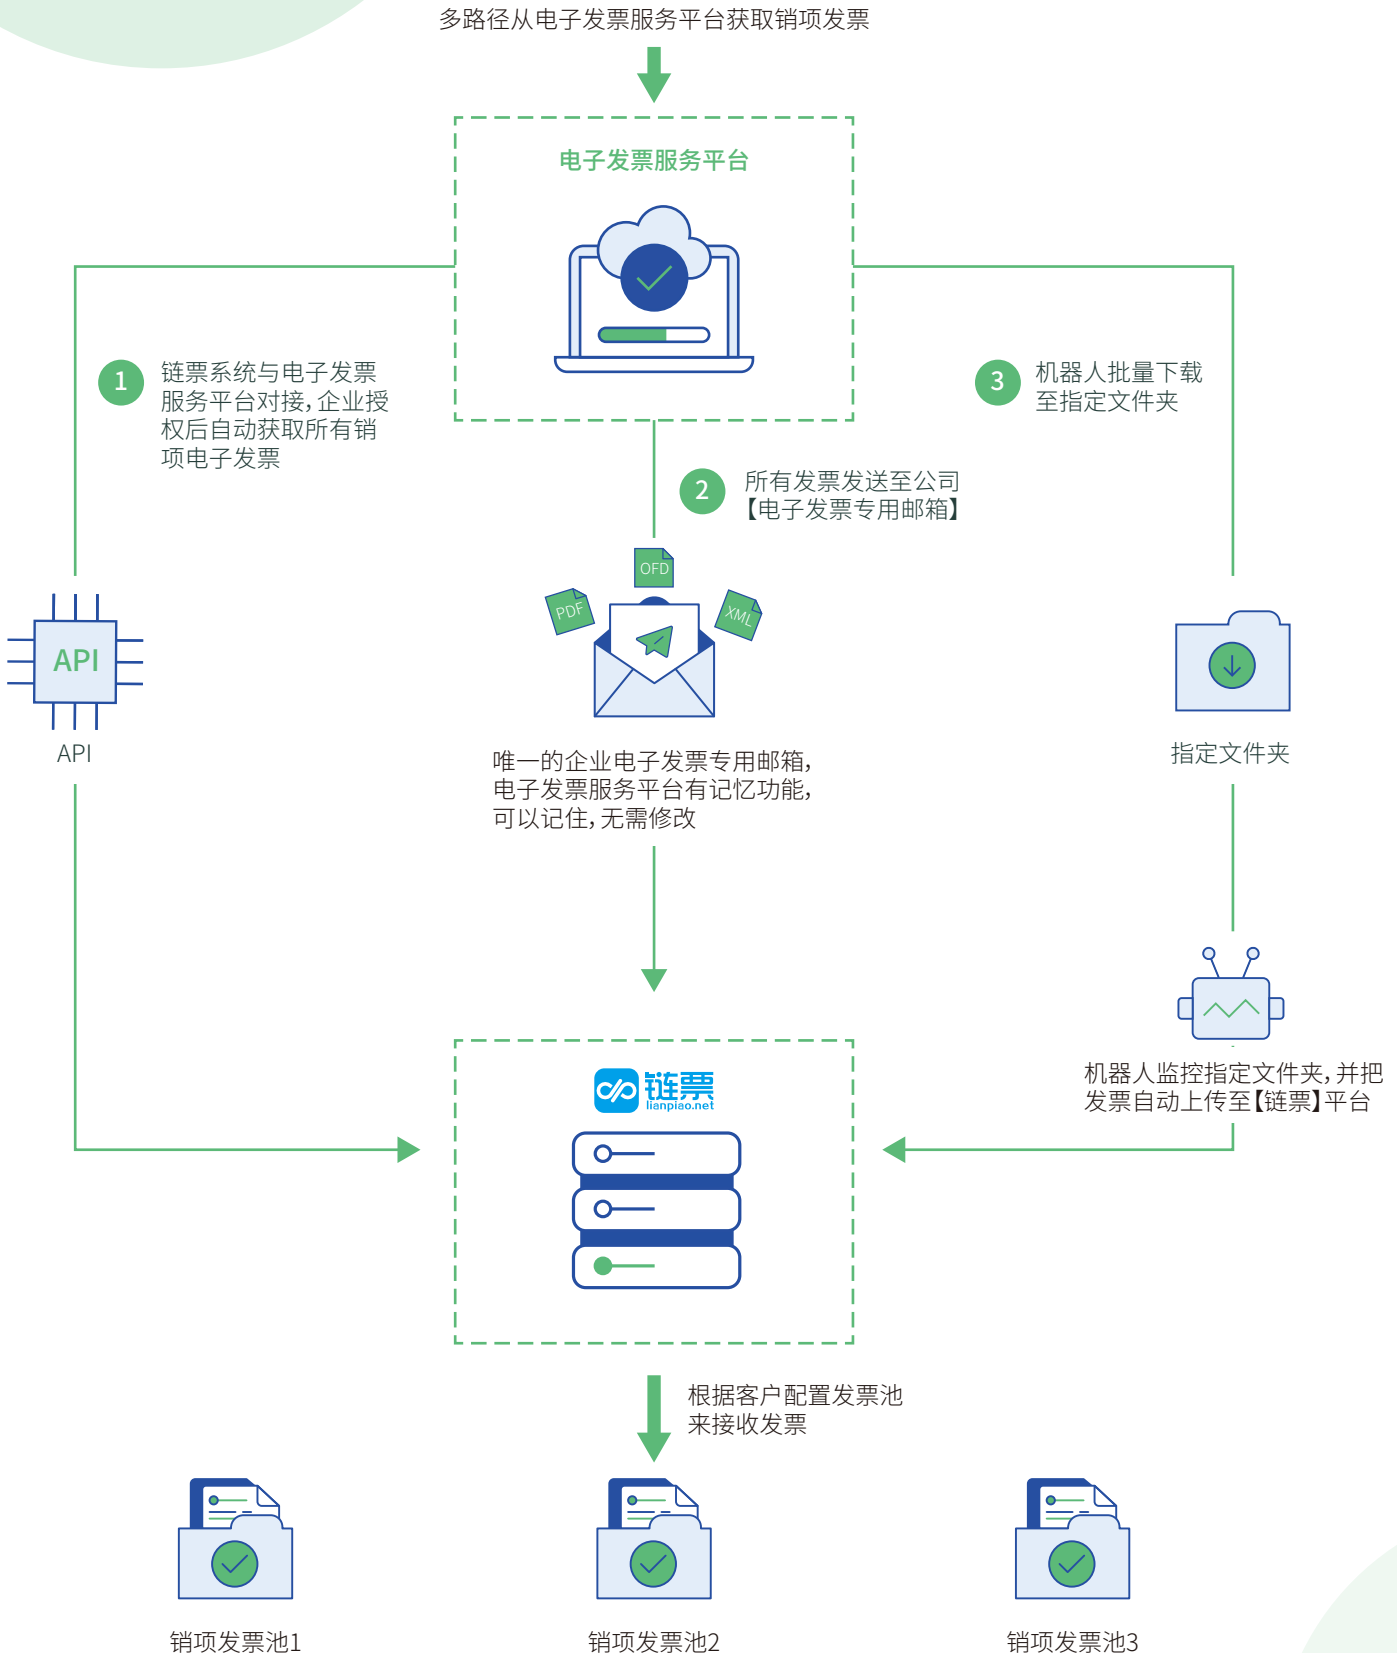 多路径从电子发票服务平台获取销项发票
电子发票服务平台
1
链票系统与电子发票
服务平台对接，企业授
权后自动获取所有销
项电子发票
3
机器人批量下载
至指定文件夹
2
所有发票发送至公司
【电子发票专用邮箱】
OFD
PDF
XML
API
API
唯一的企业电子发票专用邮箱，
电子发票服务平台有记忆功能，
可以记住，无需修改
指定文件夹
机器人监控指定文件夹，并把
发票自动上传至【链票】平台
链票
lianpiao.net
根据客户配置发票池
来接收发票
销项发票池1
销项发票池2
销项发票池3